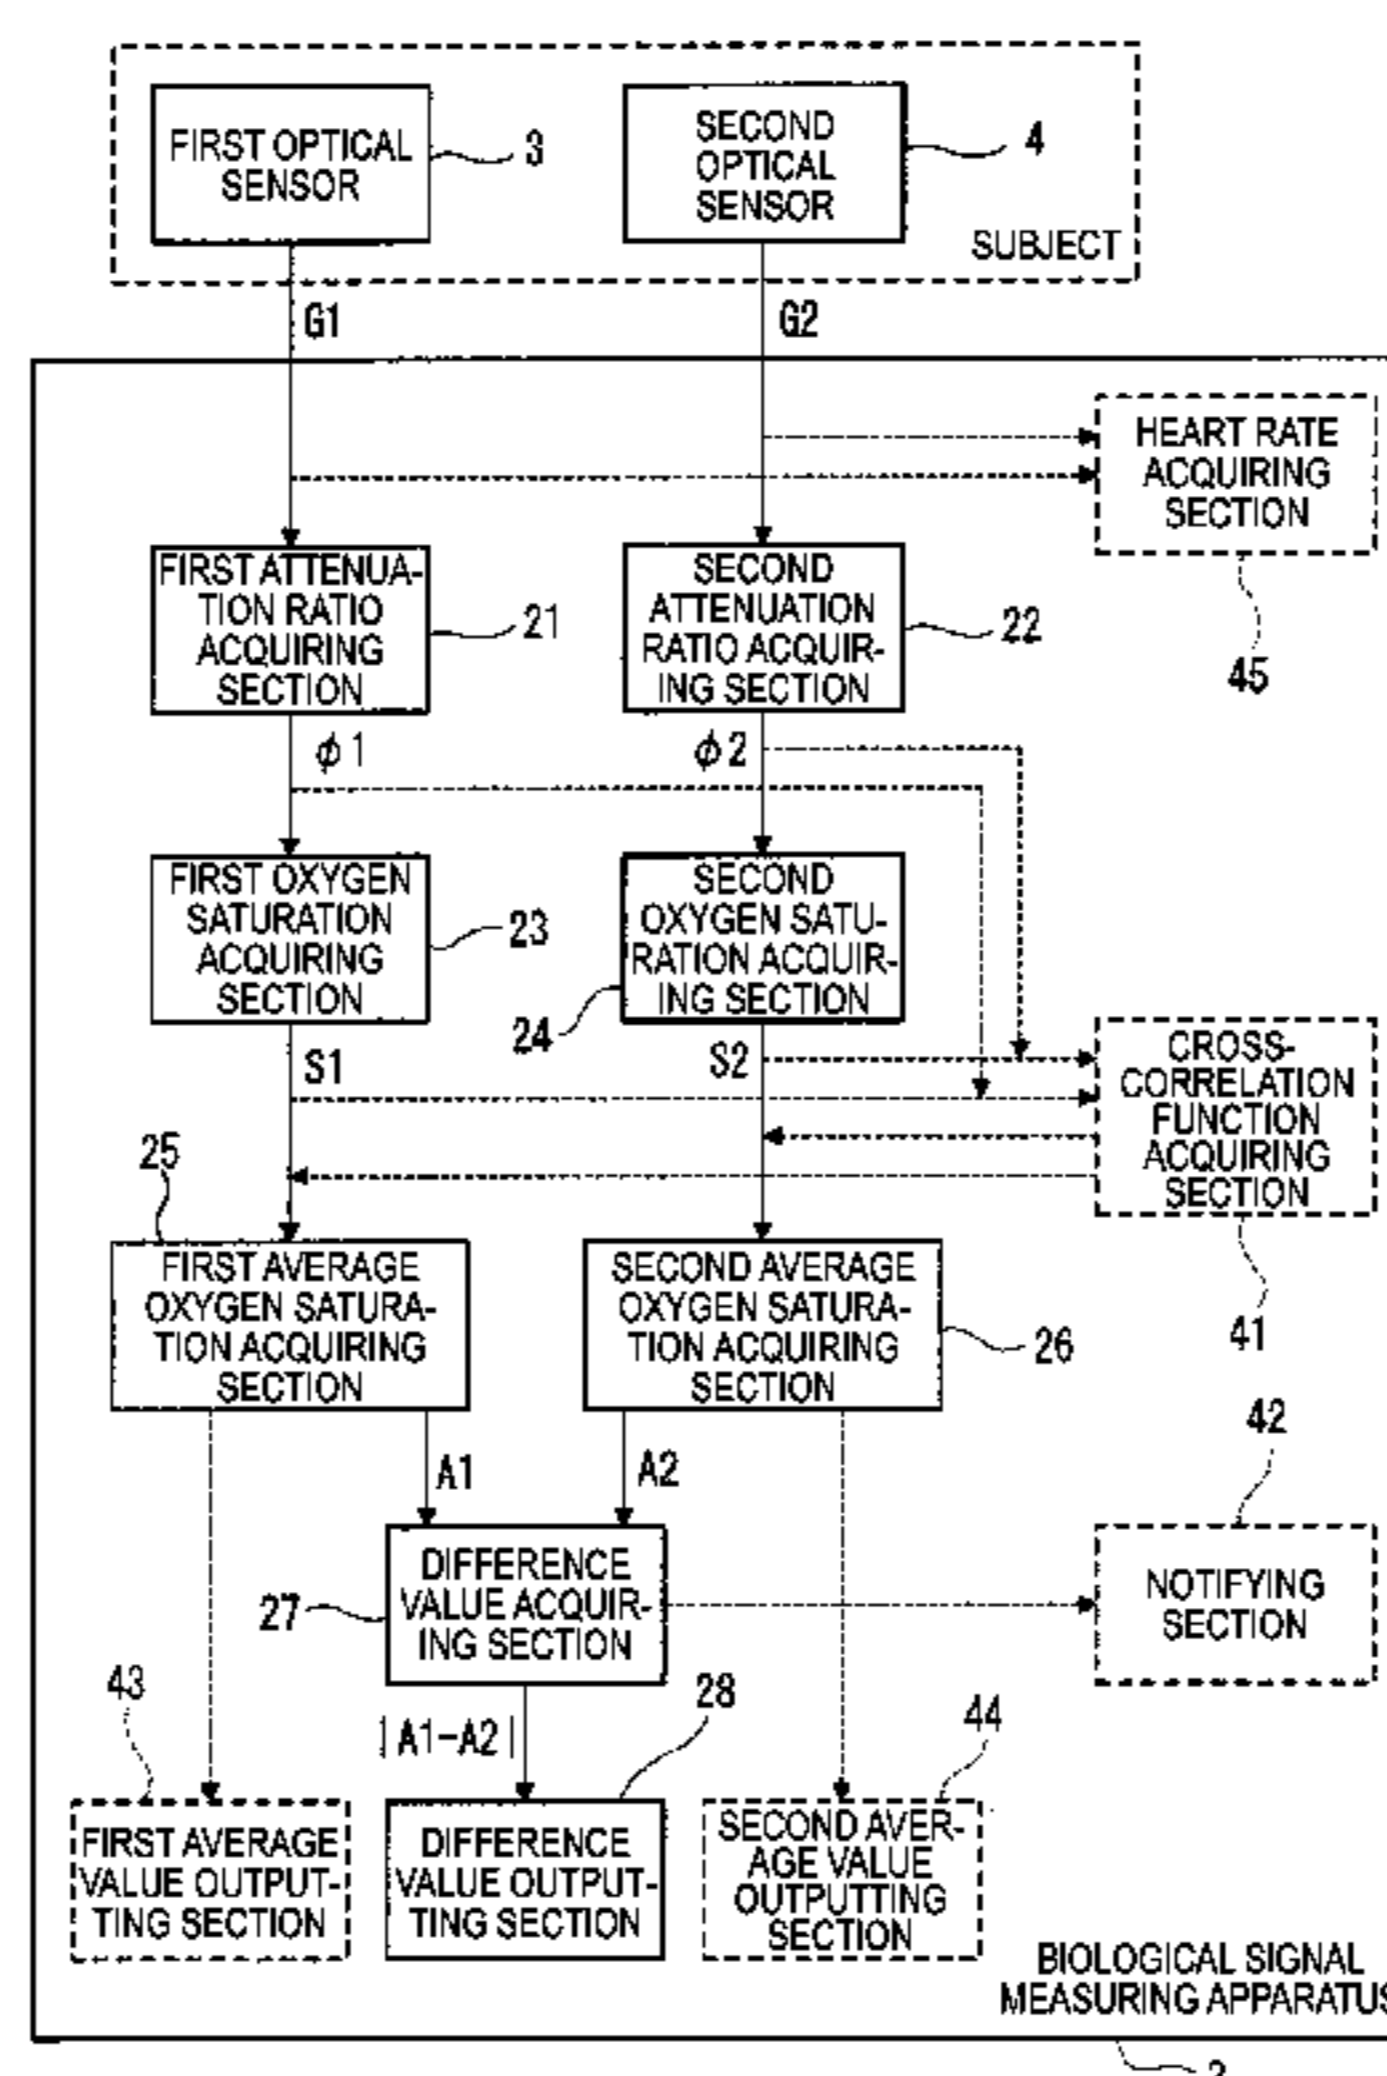 FIRST OPTICAL
SENSOR
3
SECOND
OPTICAL
SENSOR
4
SUBJECT
G1
G2
HEART RATE
ACQUIRING
SECTION
45
FIRST ATTENUA-
TION RATIO
ACQUIRING
SECTION
21
SECOND
ATTENUATION
RATIO ACQUIR-
ING SECTION
22
ϕ1
ϕ2
FIRST OXYGEN
SATURATION
ACQUIRING
SECTION
23
SECOND
OXYGEN SATU-
RATION ACQUIR-
ING SECTION
24
S1
S2
CROSS-
CORRELATION
FUNCTION
ACQUIRING
SECTION
41
25
FIRST AVERAGE
OXYGEN SATURA-
TION ACQUIRING
SECTION
SECOND AVERAGE
OXYGEN SATURA-
TION ACQUIRING
SECTION
26
A1
A2
42
NOTIFYING
SECTION
DIFFERENCE
VALUE ACQUIR-
ING SECTION
27
|A1-A2|
28
43
44
FIRST AVERAGE
VALUE OUTPUT-
TING SECTION
DIFFERENCE
VALUE OUTPUT-
TING SECTION
SECOND AVER-
AGE VALUE
OUTPUTTING
SECTION
BIOLOGICAL SIGNAL
MEASURING APPARATUS